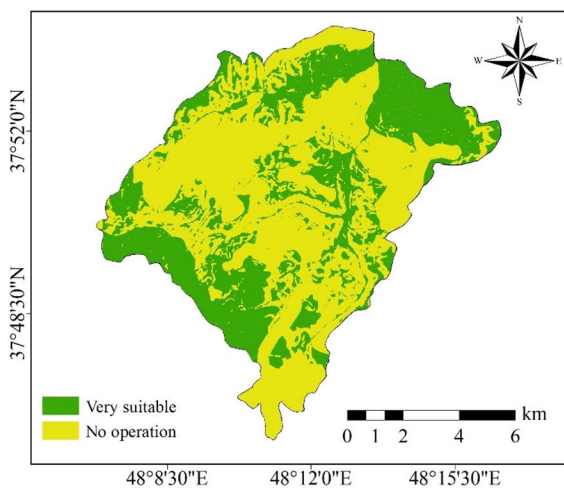 N
W E
S
37°52'0"N
37°48'30"N
Very suitable
No operation
km
0 1 2 4 6
48°8'30"E 48°12'0"E 48°15'30"E